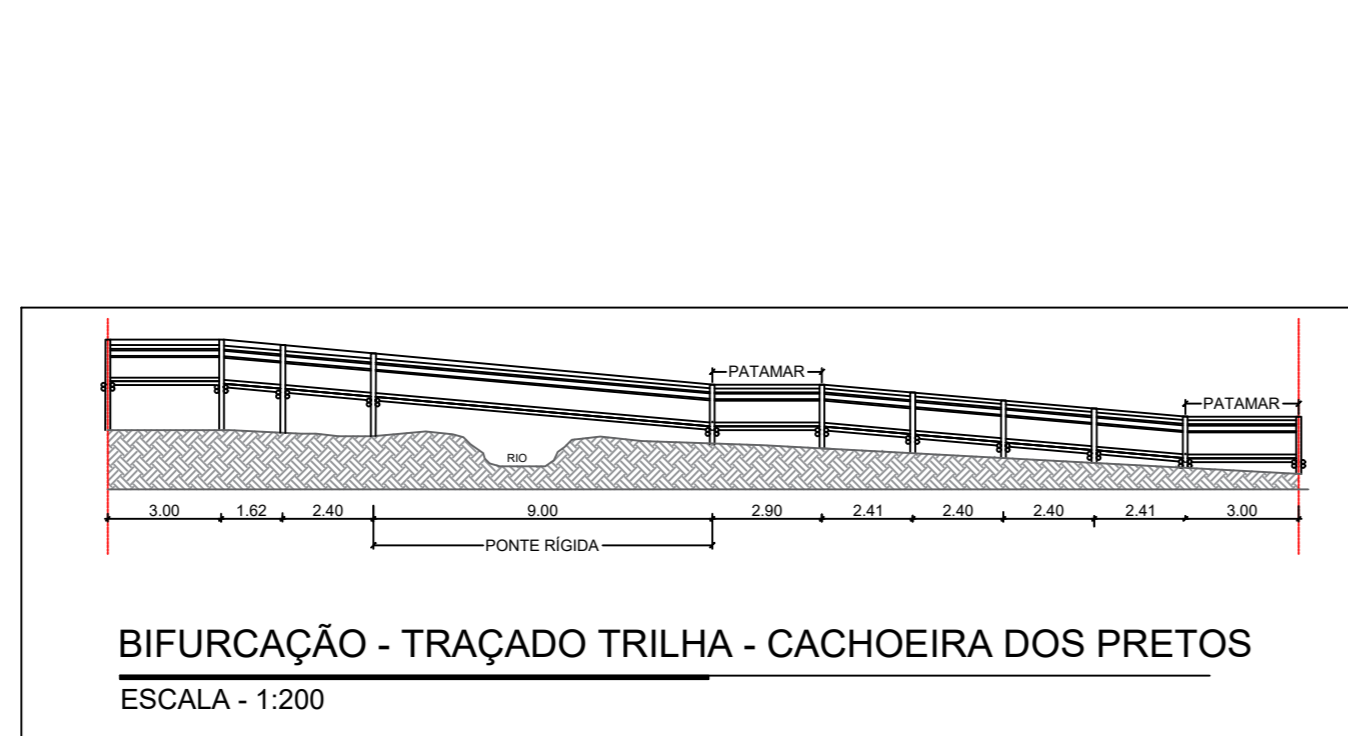 PATAMAR
PATAMAR
RIO
3.00 1.62 2.40 9.00 2.90 2.41 2.40 2.40 2.41 3.00
PONTE RÍGIDA
BIFURCAÇÃO - TRAÇADO TRILHA - CACHOEIRA DOS PRETOS
ESCALA - 1:200